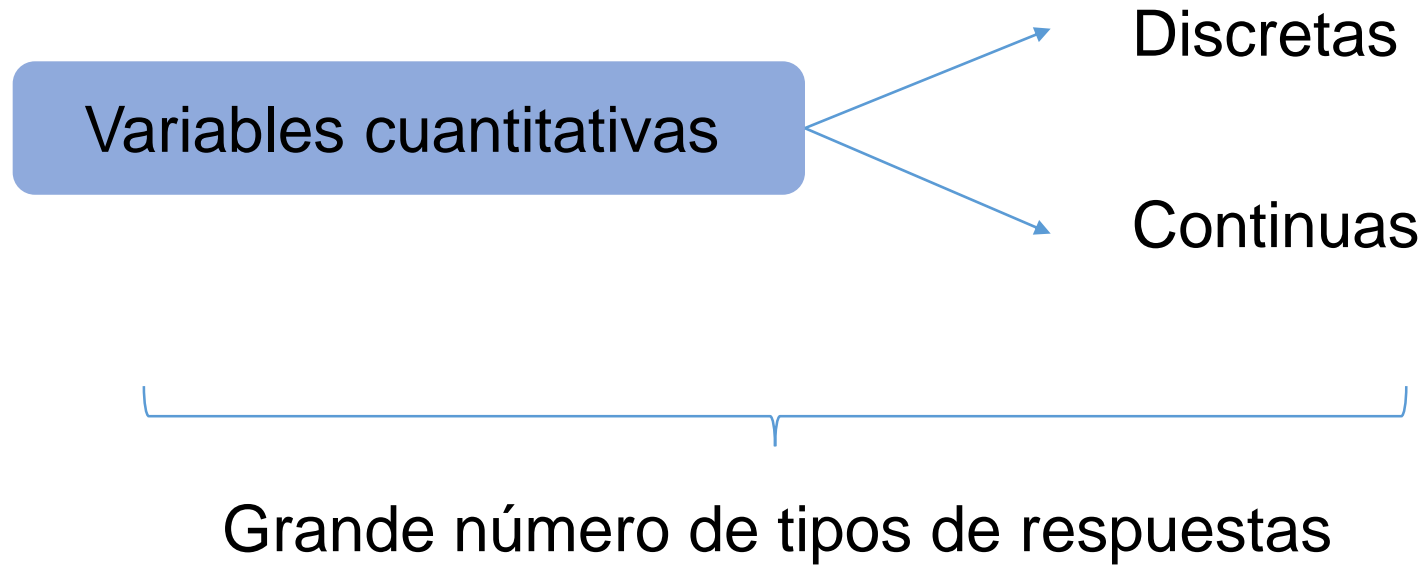 Variables cuantitativas
Discretas
Continuas
Grande número de tipos de respuestas